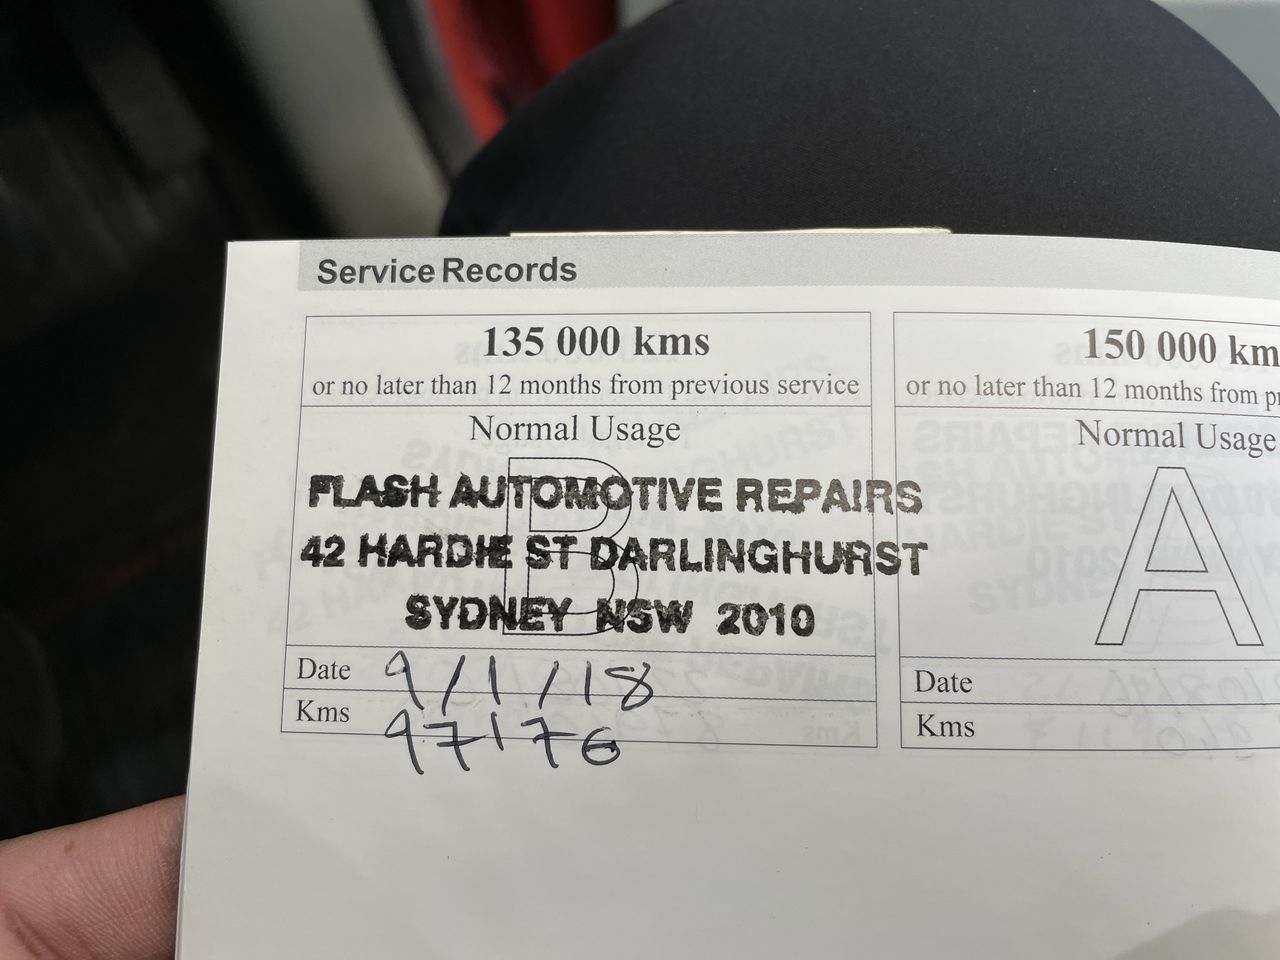 Service Records
135 000 kms
or no later than 12 months from previous service
Normal Usage
B
FLASH AUTOMOTIVE REPAIRS
42 HARDIE ST DARLINGHURST
SYDNEY NSW 2010
Date 9/1/18
Kms 97176
150 000 km
or no later than 12 months from
Normal Usage
A
Date
Kms